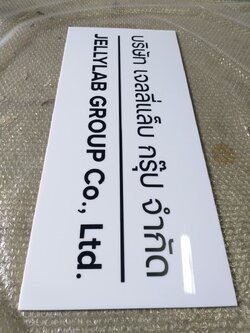 บริษัท เจลลี่แล็บ กรุ๊ป จำกัด
JELLYLAB GROUP Co., Ltd.